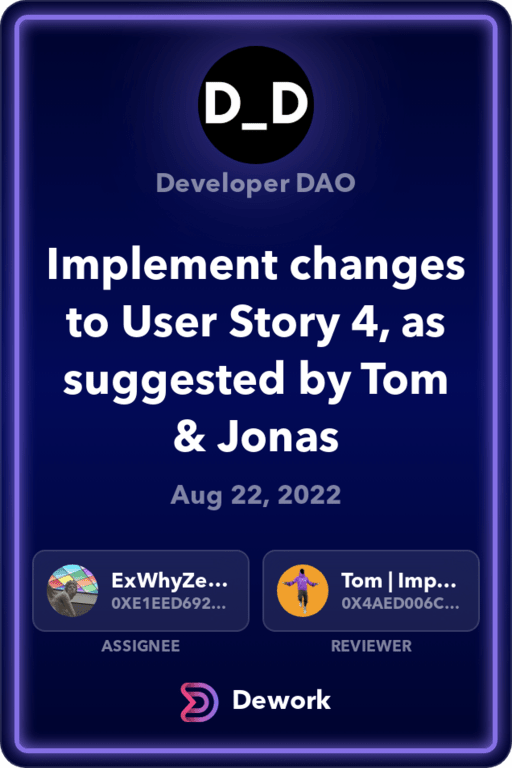 D_D
Developer DAO
Implement changes
to User Story 4, as
suggested by Tom
& Jonas
Aug 22, 2022
ExWhyZe...
0XE1EED692...
ASSIGNEE
Tom | Imp...
0X4AED006C...
REVIEWER
Dework